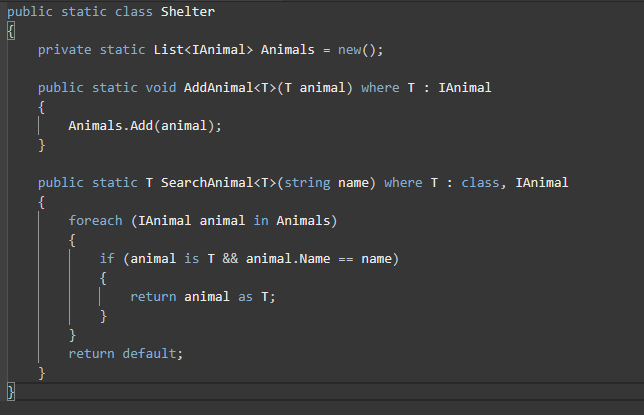 public static class Shelter
{
    private static List<IAnimal> Animals = new();

    public static void AddAnimal<T>(T animal) where T : IAnimal
    {
        Animals.Add(animal);
    }

    public static T SearchAnimal<T>(string name) where T : class, IAnimal
    {
        foreach (IAnimal animal in Animals)
        {
            if (animal is T && animal.Name == name)
            {
                return animal as T;
            }
        }
        return default;
    }
}